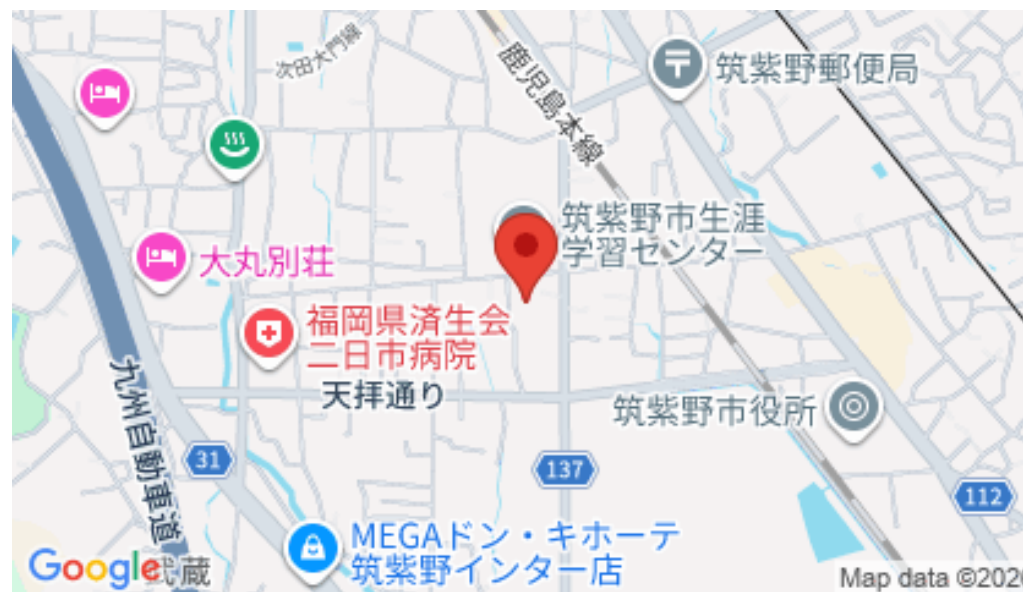 次田大門線
鹿児島本線
筑紫野郵便局
筑紫野市生涯
学習センター
大丸別荘
福岡県済生会
二日市病院
天拝通り
筑紫野市役所
九州自動車道
31
137
112
MEGAドン・キホーテ
筑紫野インター店
Google
武蔵
Map data ©202